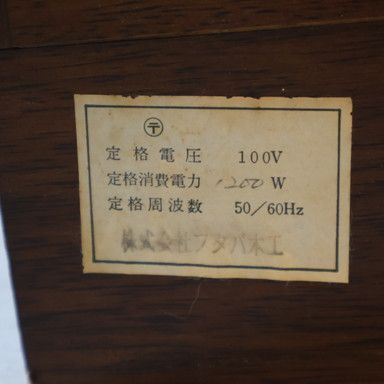 〶
定格電圧 100V
定格消費電力 200 W
定格周波数 50/60Hz
株式会社フタバ木工